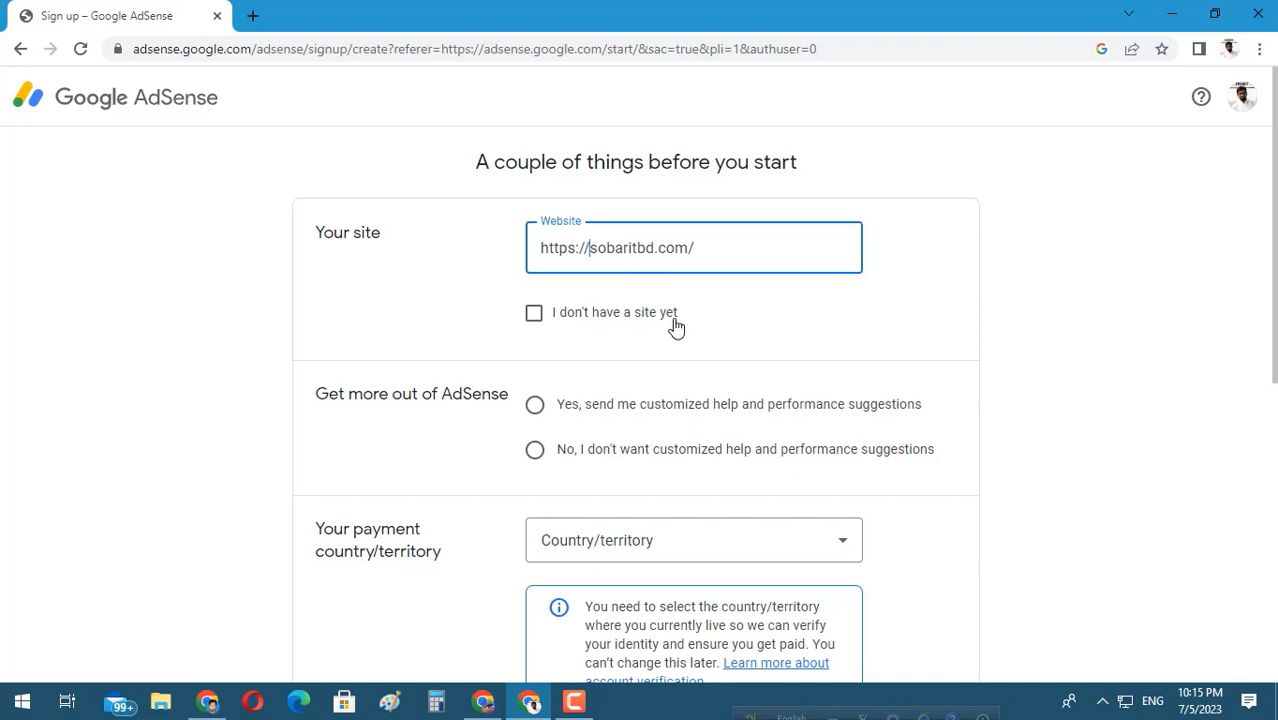 Sign up – Google AdSense
adsense.google.com/adsense/signup/create?referer=https://adsense.google.com/start/&sac=true&pli=1&authuser=0
Google AdSense
A couple of things before you start
Your site
Website
https://sobaritbd.com/
I don't have a site yet
Get more out of AdSense
Yes, send me customized help and performance suggestions
No, I don't want customized help and performance suggestions
Your payment
country/territory
Country/territory
You need to select the country/territory
where you currently live so we can verify
your identity and ensure you get paid. You
can't change this later. Learn more about
account verification.
99+
ENG
10:15 PM
7/5/2023
English